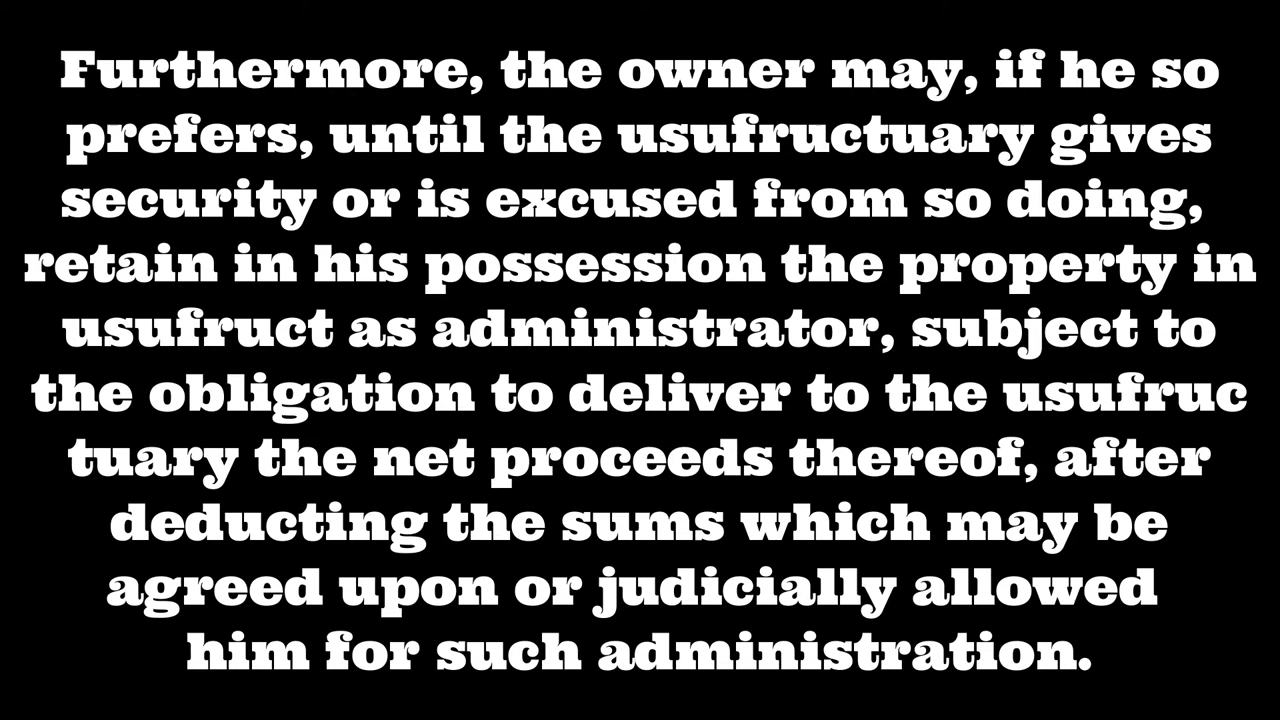 Furthermore, the owner may, if he so
prefers, until the usufructuary gives
security or is excused from so doing,
retain in his possession the property in
usufruct as administrator, subject to
the obligation to deliver to the usufruc
tuary the net proceeds thereof, after
deducting the sums which may be
agreed upon or judicially allowed
him for such administration.